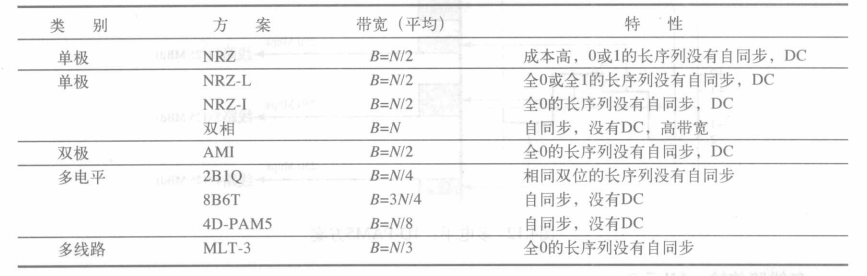 类 别 方 案 带宽（平均） 特 性
单极 NRZ B=N/2 成本高，0或1的长序列没有自同步，DC
单极 NRZ-L B=N/2 全0或全1的长序列没有自同步，DC
NRZ-I B=N/2 全0的长序列没有自同步，DC
双相 B=N 自同步，没有DC，高带宽
双极 AMI B=N/2 全0的长序列没有自同步，DC
多电平 2B1Q B=N/4 相同双位的长序列没有自同步
8B6T B=3N/4 自同步，没有DC
4D-PAM5 B=N/8 自同步，没有DC
多线路 MLT-3 B=N/3 全0的长序列没有自同步